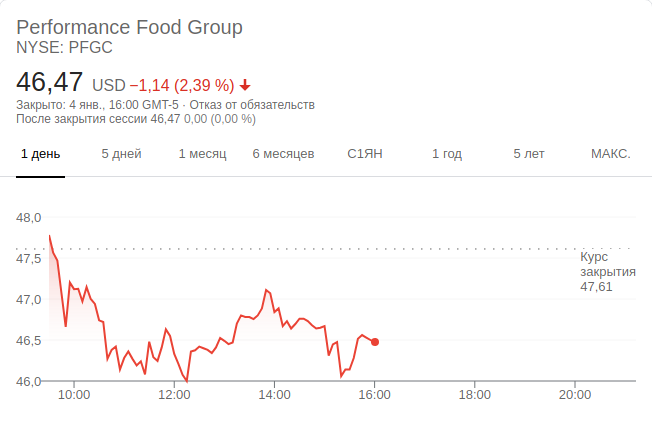 Performance Food Group
NYSE: PFGC
46,47 USD −1,14 (2,39 %)
Закрыто: 4 янв., 16:00 GMT-5 · Отказ от обязательств
После закрытия сессии 46,47 0,00 (0,00 %)
1 день 5 дней 1 месяц 6 месяцев С1ЯН 1 год 5 лет МАКС.
48,0
47,5
47,0
46,5
46,0
Курс
закрытия
47,61
10:00 12:00 14:00 16:00 18:00 20:00